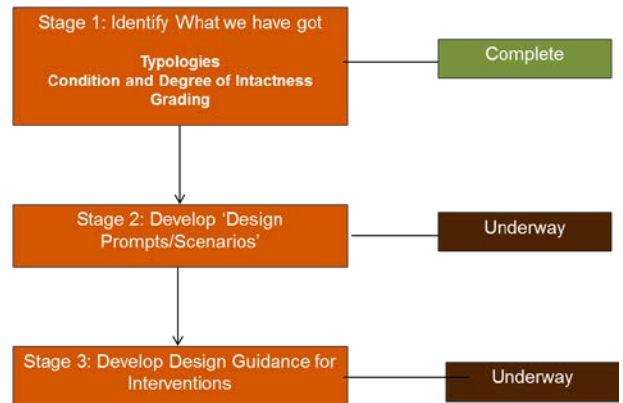 Stage 1: Identify What we have got
Typologies
Condition and Degree of Intactness
Grading
Complete
Stage 2: Develop ‘Design
Prompts/Scenarios’
Underway
Stage 3: Develop Design Guidance for
Interventions
Underway